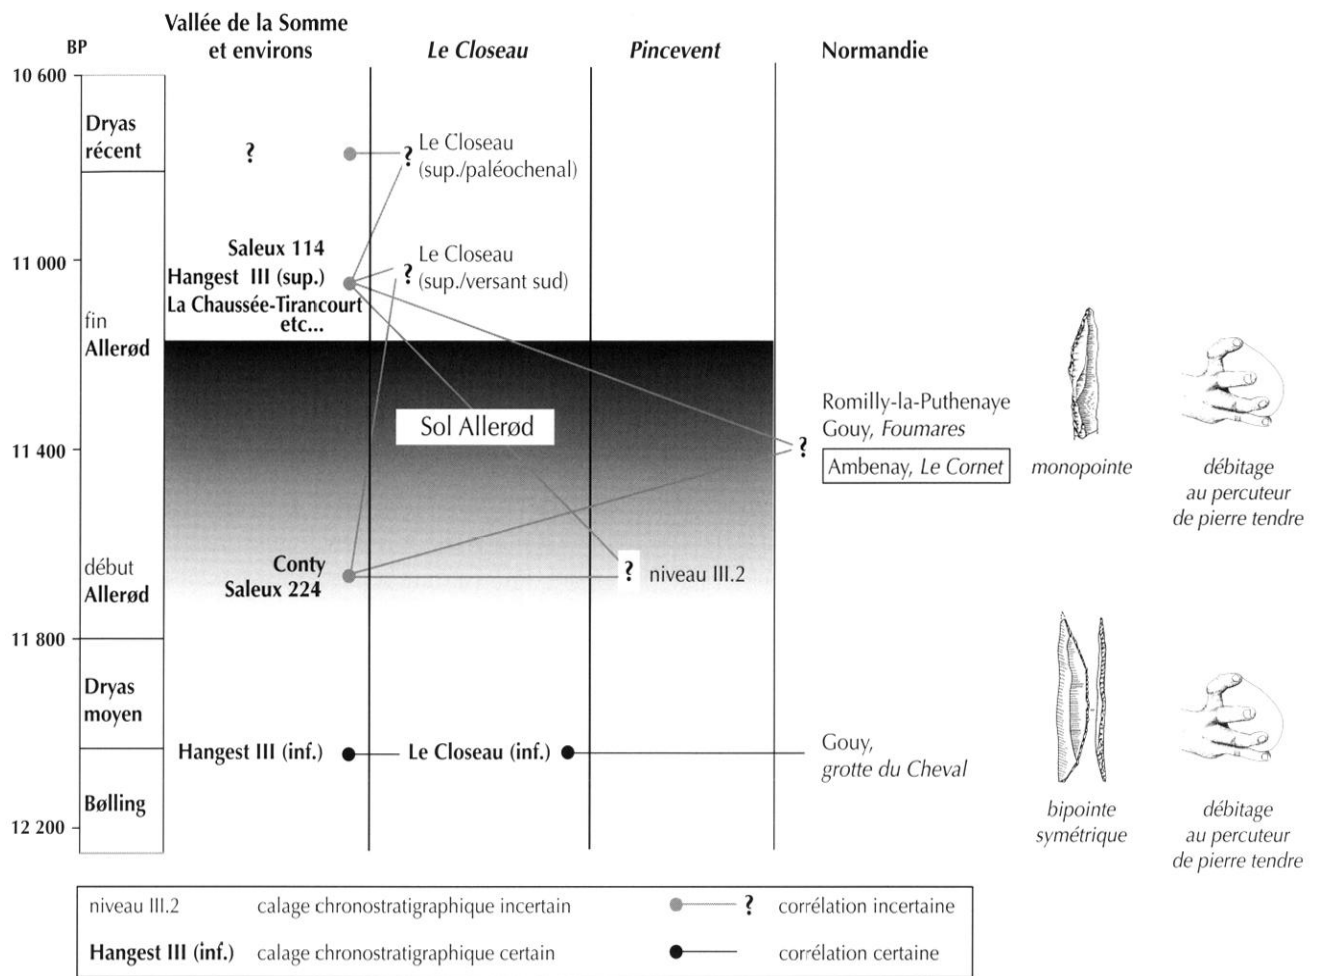 BP
Vallée de la Somme
et environs
Le Closeau
Pincevent
Normandie
10 600
Dryas
récent
?
? Le Closeau
(sup./paléochenal)
11 000
Saleux 114
Hangest III (sup.)
La Chaussée-Tirancourt
etc...
? Le Closeau
(sup./versant sud)
fin
Allerød
Sol Allerød
11 400
?
Romilly-la-Puthenaye
Gouy, Foumares
Ambenay, Le Cornet
monopointe
débitage
au percuteur
de pierre tendre
début
Allerød
Conty
Saleux 224
? niveau III.2
11 800
Dryas
moyen
Hangest III (inf.)
Le Closeau (inf.)
Gouy,
grotte du Cheval
Bølling
12 200
bipointe
symétrique
débitage
au percuteur
de pierre tendre
niveau III.2 calage chronostratigraphique incertain ? corrélation incertaine
Hangest III (inf.) calage chronostratigraphique certain corrélation certaine